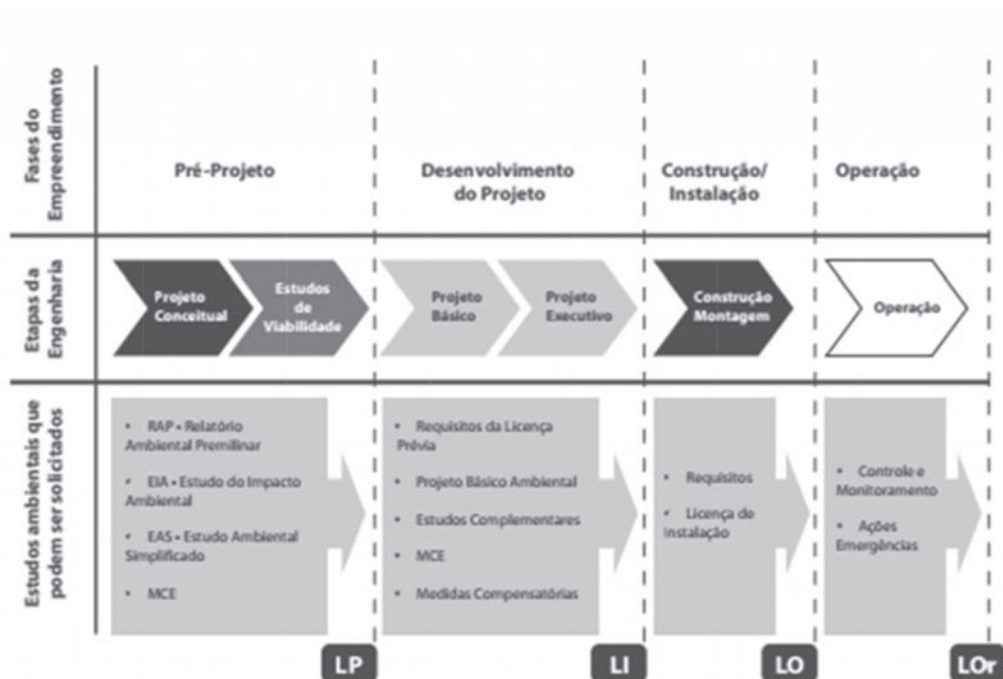 Fases do
Empreendimento
Pré-Projeto
Desenvolvimento
do Projeto
Construção/
Instalação
Operação
Etapas da
Engenharia
Projeto
Conceitual
Estudos
de
Viabilidade
Projeto
Básico
Projeto
Executivo
Construção
Montagem
Operação
Estudos ambientais que
podem ser solicitados
• RAP • Relatório
Ambiental Premilinar
• EIA • Estudo do Impacto
Ambiental
• EAS • Estudo Ambiental
Simplificado
• MCE
• Requisitos da Licença
Prévia
• Projeto Básico Ambiental
• Estudos Complementares
• MCE
• Medidas Compensatórias
• Requisitos
• Licença de
Instalação
• Controle e
Monitoramento
• Ações
Emergências
LP
LI
LO
LOr